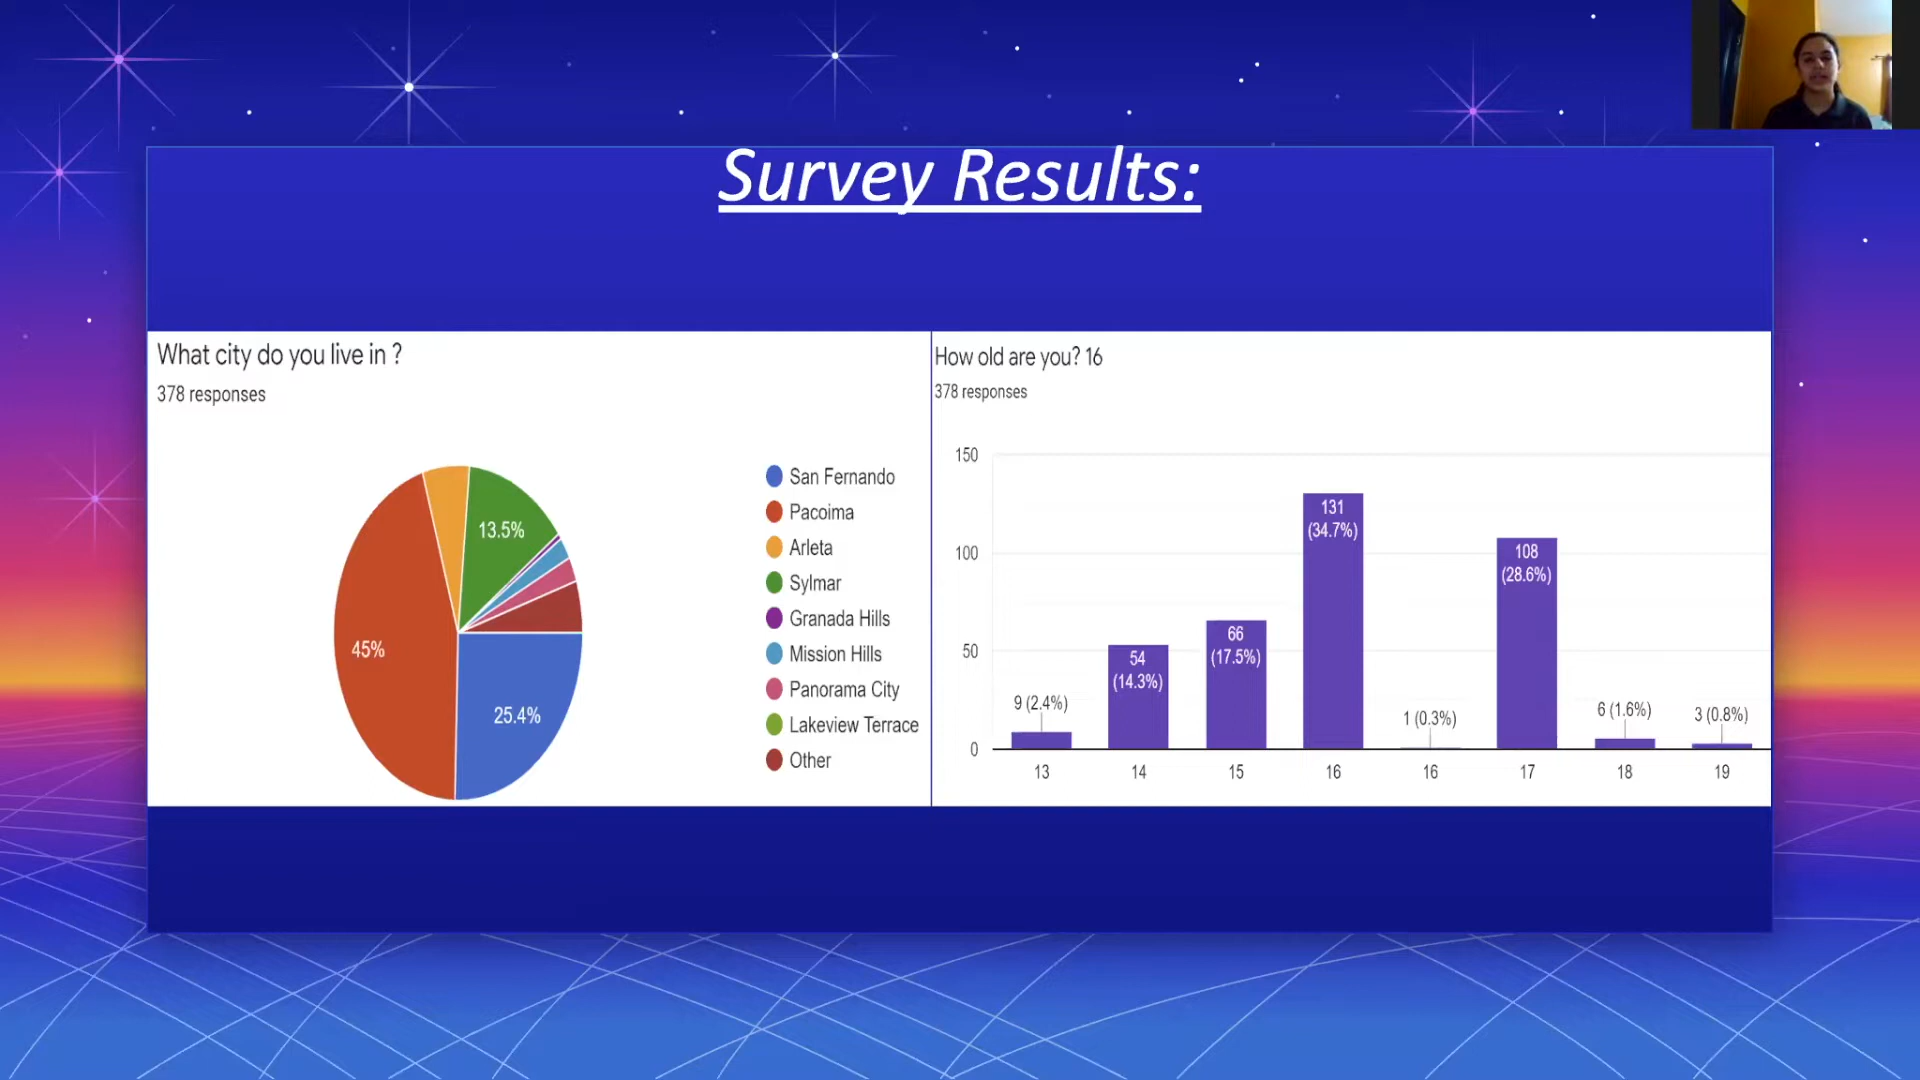 Survey Results:
What city do you live in ?
378 responses
13.5%
45%
25.4%
San Fernando
Pacoima
Arleta
Sylmar
Granada Hills
Mission Hills
Panorama City
Lakeview Terrace
Other
How old are you? 16
378 responses
150
100
50
0
9 (2.4%)
54
(14.3%)
66
(17.5%)
131
(34.7%)
1 (0.3%)
108
(28.6%)
6 (1.6%)
3 (0.8%)
13 14 15 16 16 17 18 19